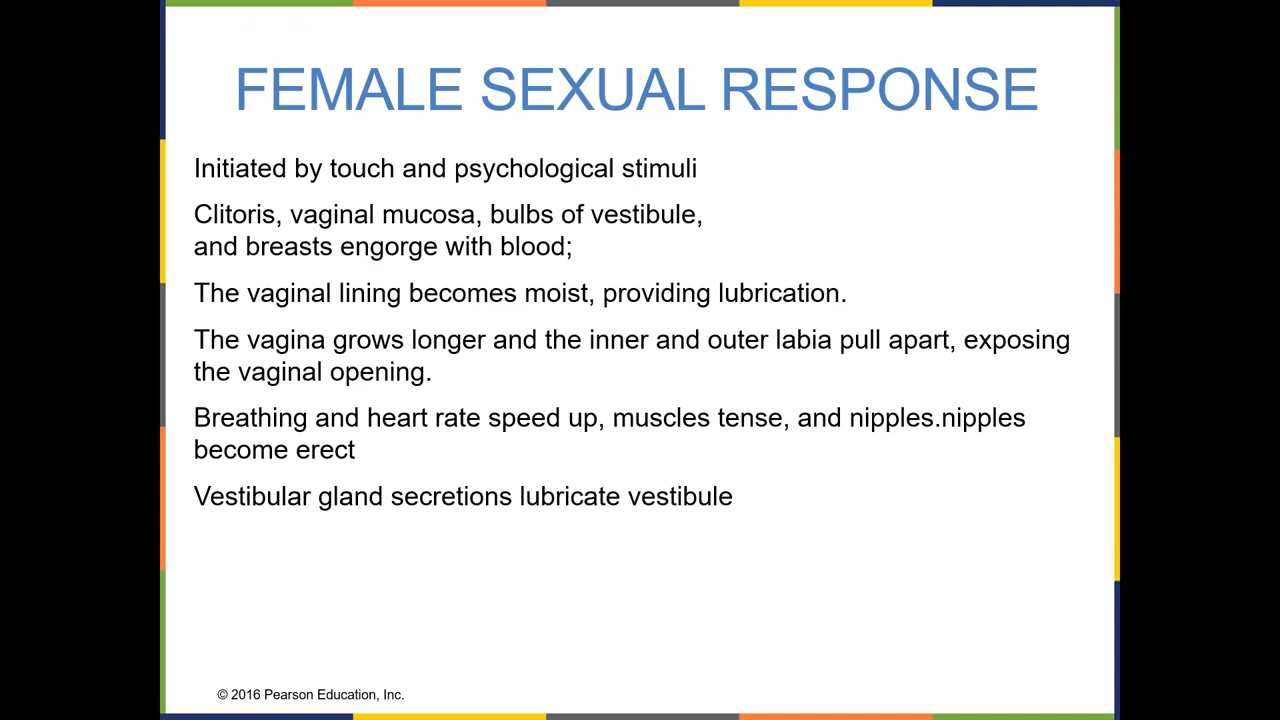 FEMALE SEXUAL RESPONSE
Initiated by touch and psychological stimuli
Clitoris, vaginal mucosa, bulbs of vestibule,
and breasts engorge with blood;
The vaginal lining becomes moist, providing lubrication.
The vagina grows longer and the inner and outer labia pull apart, exposing
the vaginal opening.
Breathing and heart rate speed up, muscles tense, and nipples.nipples
become erect
Vestibular gland secretions lubricate vestibule
© 2016 Pearson Education, Inc.